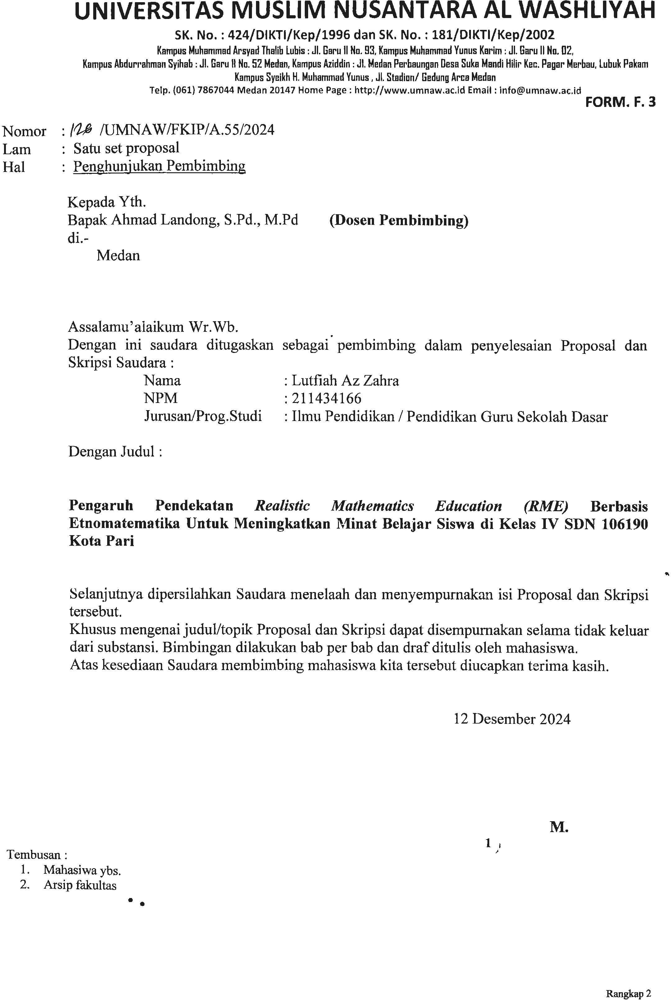 UNIVERSITAS MUSLIM NUSANTARA AL WASHLIYAH
SK. No. : 424/DIKTI/Kep/1996 dan SK. No. : 181/DIKTI/Kep/2002
Kampus Muhammad Arsyad Thalib Lubis : Jl. Garu II No. 93, Kampus Muhammad Yunus Karim : Jl. Garu II No. 02,
Kampus Abdurrahman Syihab : Jl. Garu II No. 52 Medan, Kampus Aziddin : Jl. Medan Perbaungan Desa Suka Mandi Hilir Kec. Pagar Merbau, Lubuk Pakam
Kampus Syeikh H. Muhammad Yunus , Jl. Stadion/ Gedung Arca Medan
Telp. (061) 7867044 Medan 20147 Home Page : http://www.umnaw.ac.id Email : info@umnaw.ac.id
FORM. F. 3
Nomor : /UMNAW/FKIP/A.55/2024
Lam : Satu set proposal
Hal : Penghunjukan Pembimbing
Kepada Yth.
Bapak Ahmad Landong, S.Pd., M.Pd (Dosen Pembimbing)
di.-
Medan
Assalamu'alaikum Wr.Wb.
Dengan ini saudara ditugaskan sebagai pembimbing dalam penyelesaian Proposal dan
Skripsi Saudara :
Nama : Lutfiah Az Zahra
NPM : 211434166
Jurusan/Prog.Studi : Ilmu Pendidikan / Pendidikan Guru Sekolah Dasar
Dengan Judul :
Pengaruh Pendekatan Realistic Mathematics Education (RME) Berbasis
Etnomatematika Untuk Meningkatkan Minat Belajar Siswa di Kelas IV SDN 106190
Kota Pari
Selanjutnya dipersilahkan Saudara menelaah dan menyempurnakan isi Proposal dan Skripsi
tersebut.
Khusus mengenai judul/topik Proposal dan Skripsi dapat disempurnakan selama tidak keluar
dari substansi. Bimbingan dilakukan bab per bab dan draf ditulis oleh mahasiswa.
Atas kesediaan Saudara membimbing mahasiswa kita tersebut diucapkan terima kasih.
12 Desember 2024
M.
1
Tembusan :
1. Mahasiwa ybs.
2. Arsip fakultas
Rangkap 2